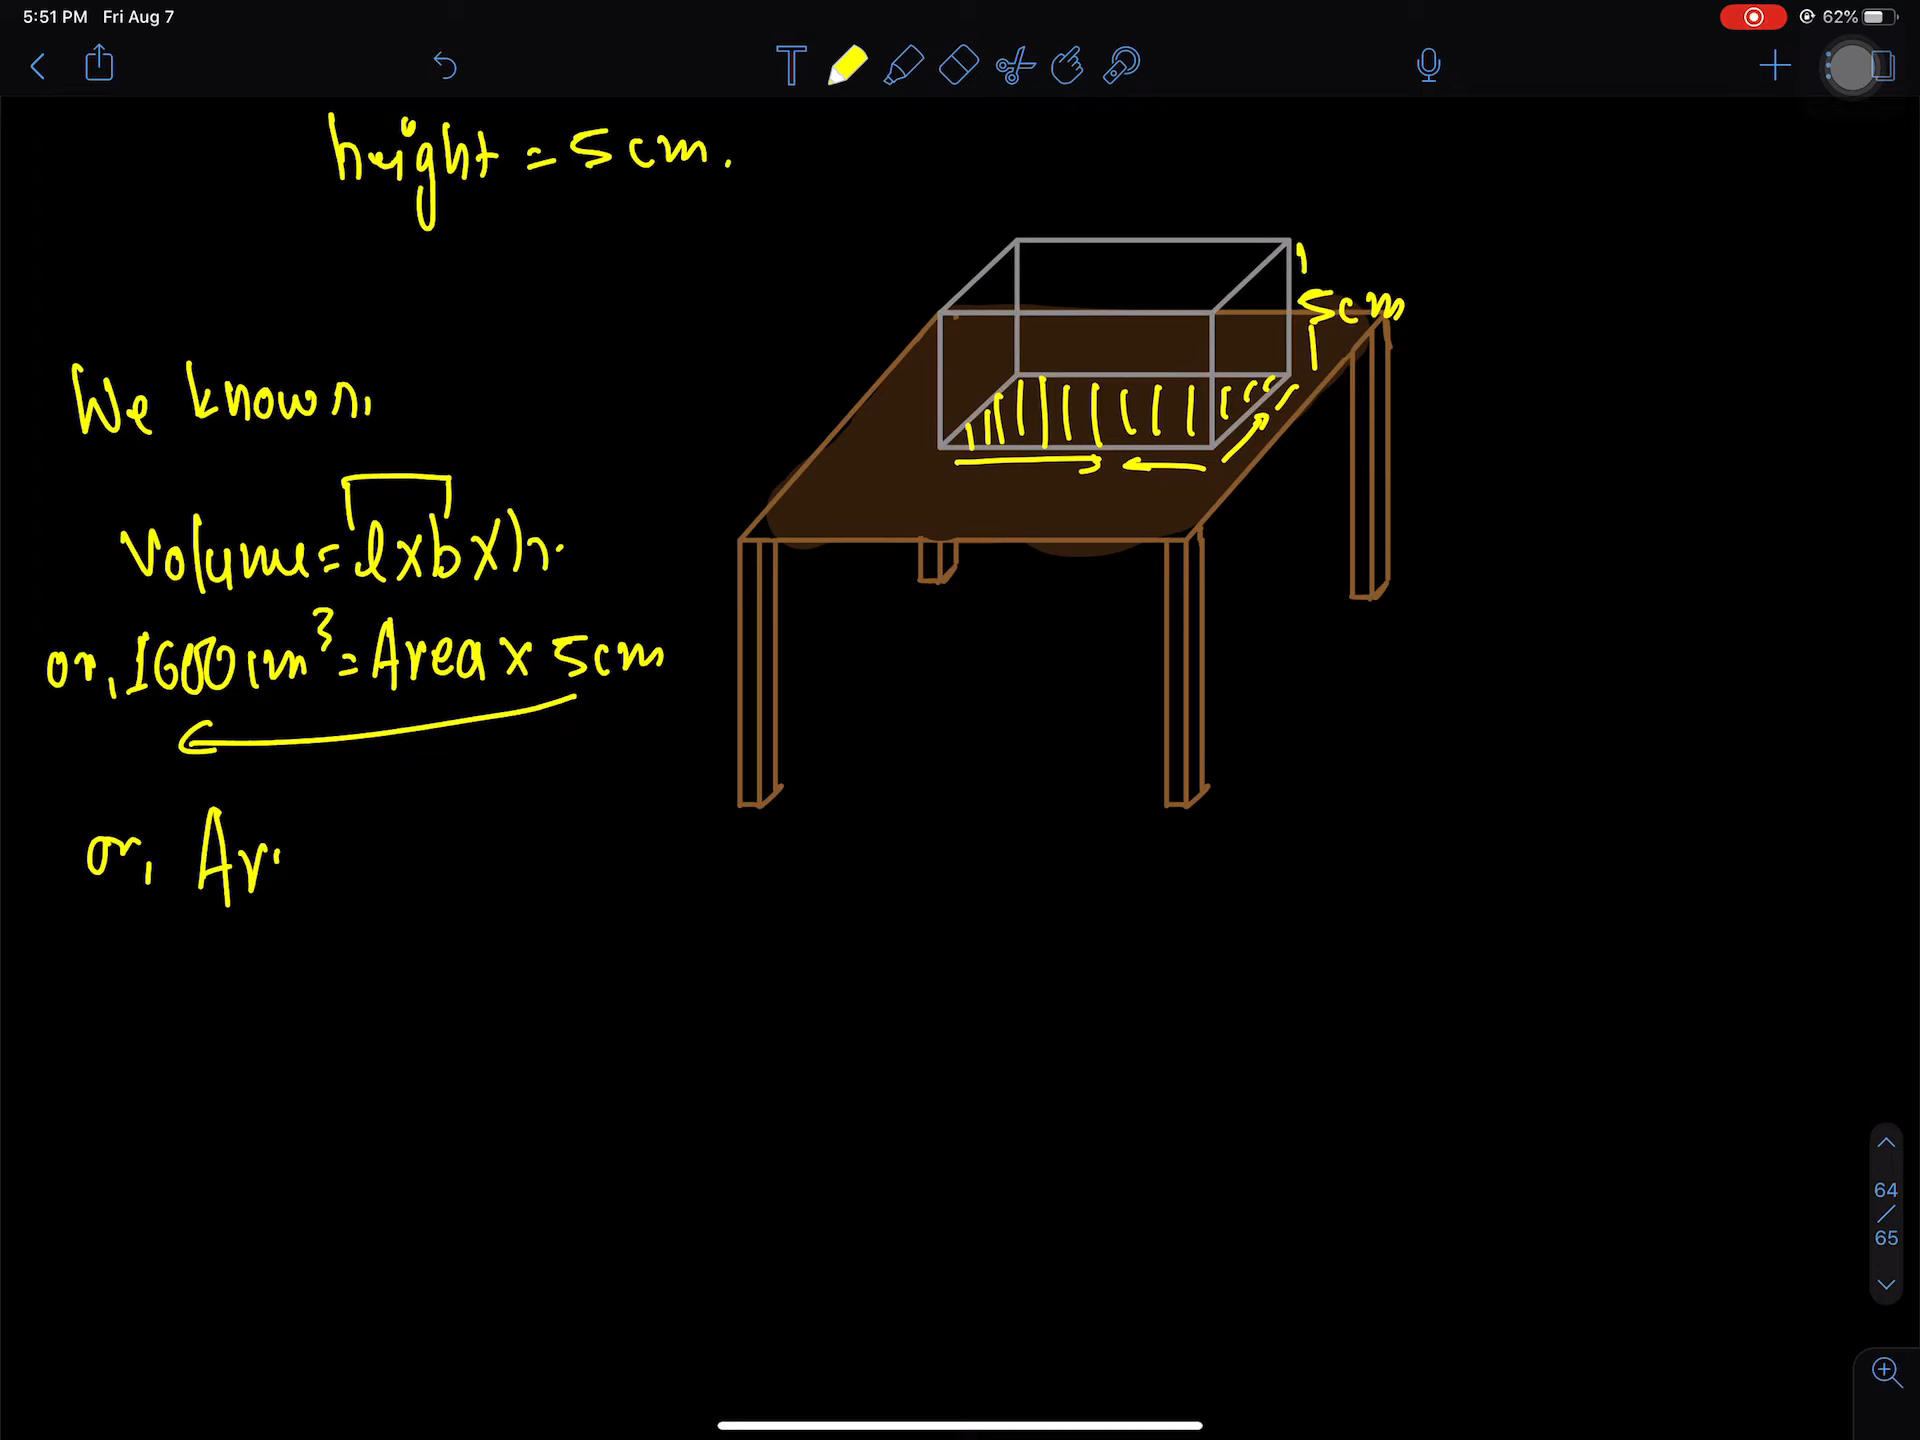 5:51 PM Fri Aug 7
62%
height = 5 cm.
5cm
We known,
Volume = l x b x h.
or, 1600 cm³ = Area x 5cm
or, Ar
64
/
65